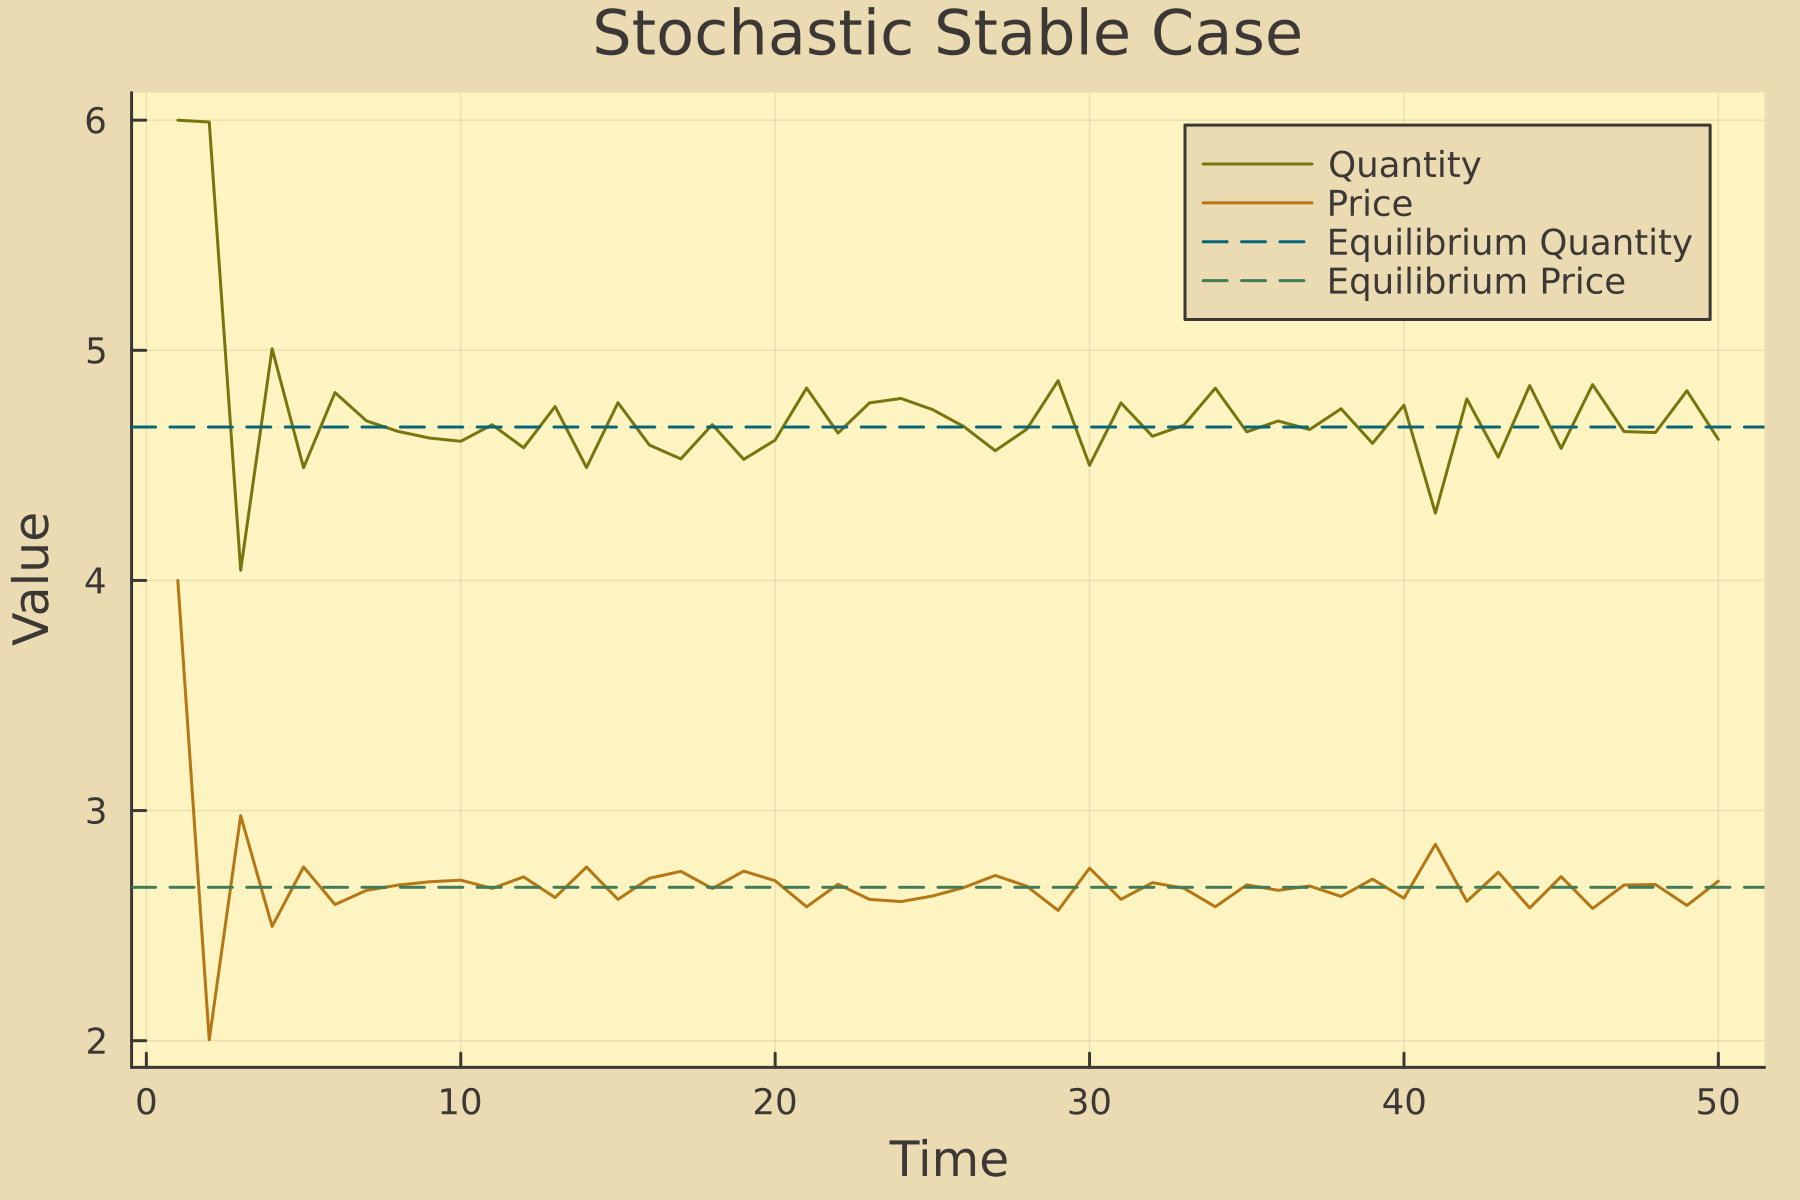 Stochastic Stable Case
Quantity
Price
Equilibrium Quantity
Equilibrium Price
Value
6
5
4
3
2
0 10 20 30 40 50
Time